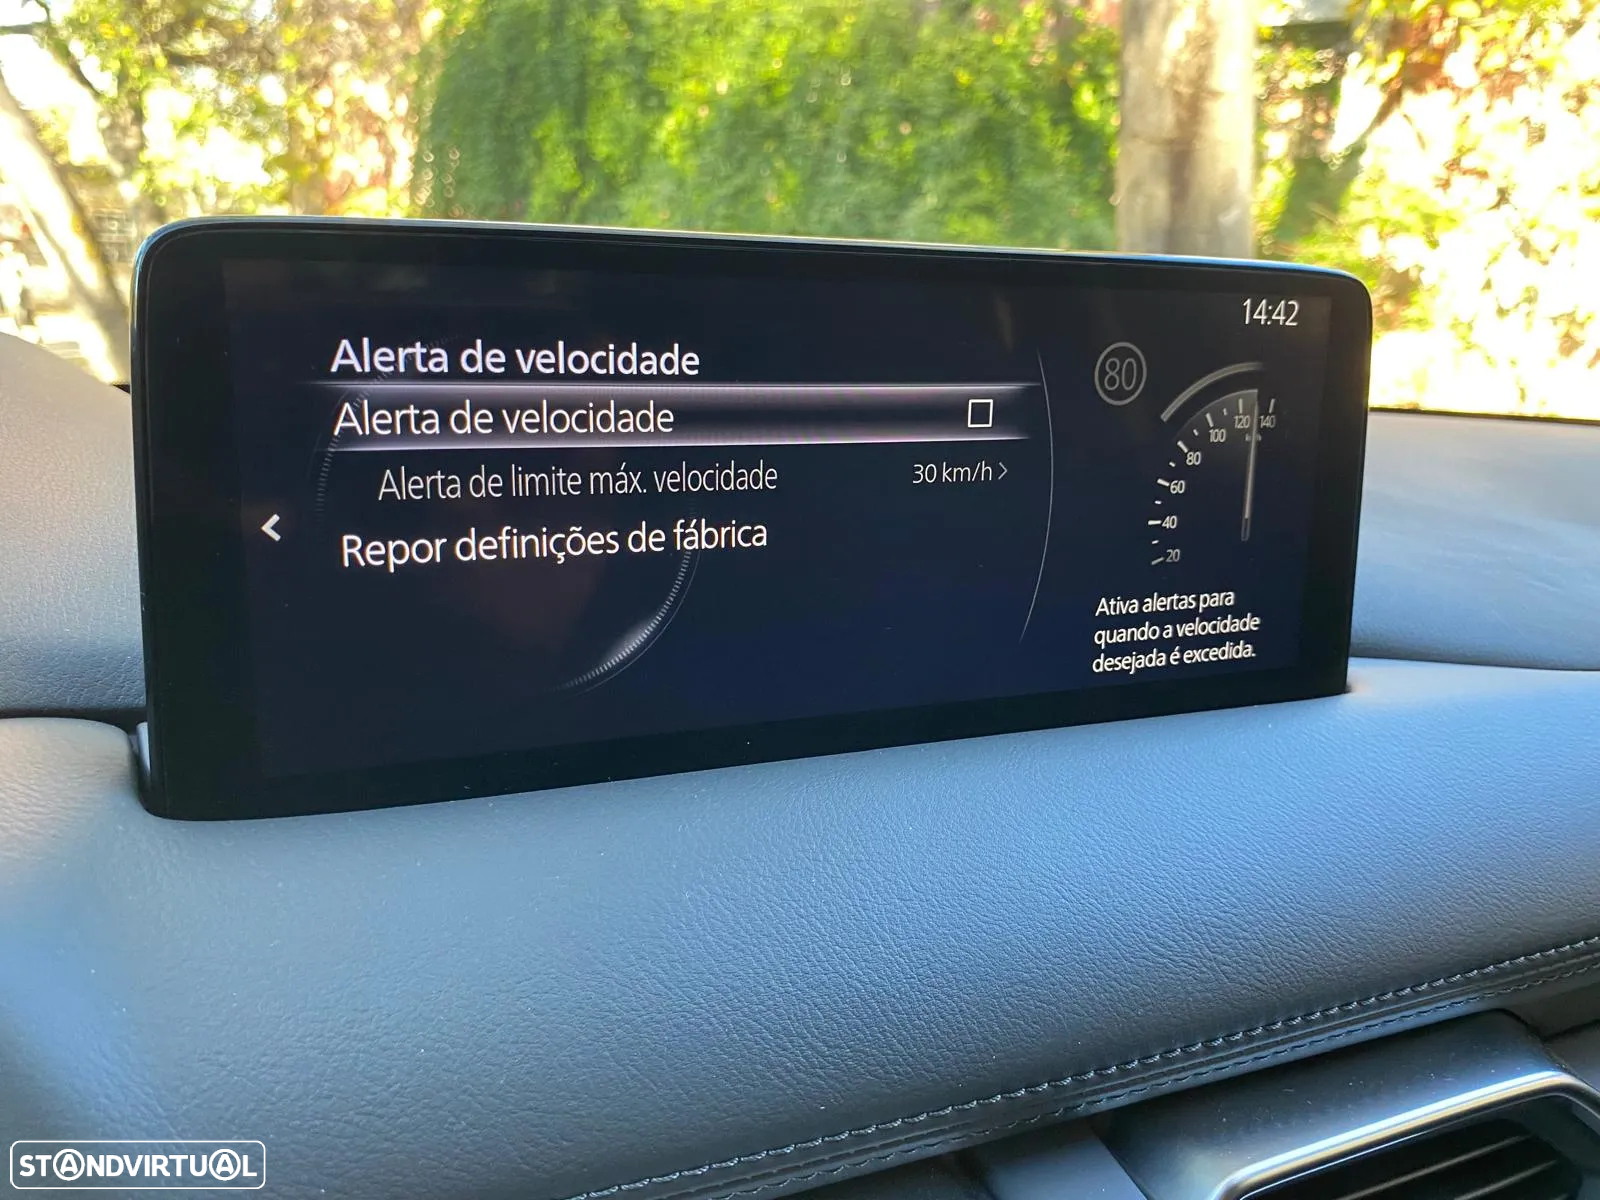 14:42
Alerta de velocidade
Alerta de velocidade
Alerta de limite máx. velocidade 30 km/h >
Repor definições de fábrica
80
140
120
100
80
60
40
20
Ativa alertas para
quando a velocidade
desejada é excedida.
STANDVIRTUAL